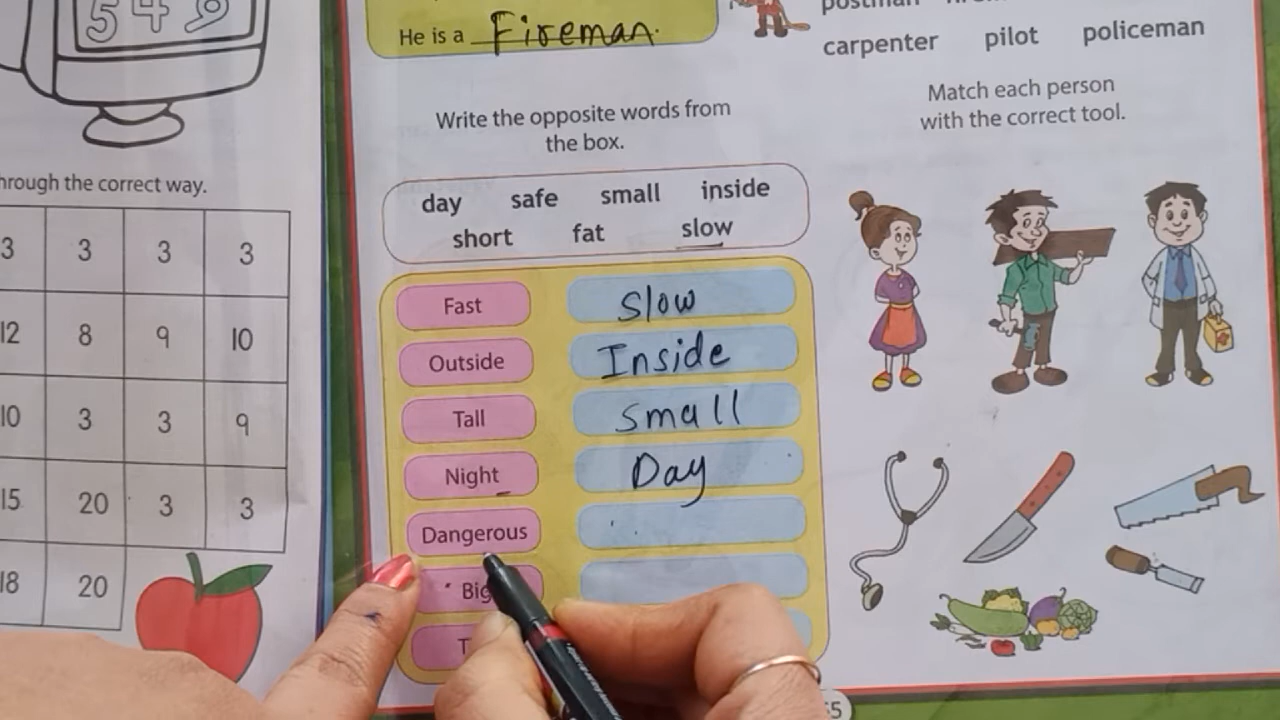 5 4 9
He is a Fireman.
carpenter pilot policeman
Write the opposite words from
the box.
Match each person
with the correct tool.
hrough the correct way.
day safe small inside
short fat slow
3 3 3 3
12 8 9 10
10 3 3 9
15 20 3 3
18 20
Fast Slow
Outside Inside
Tall Small
Night Day
Dangerous